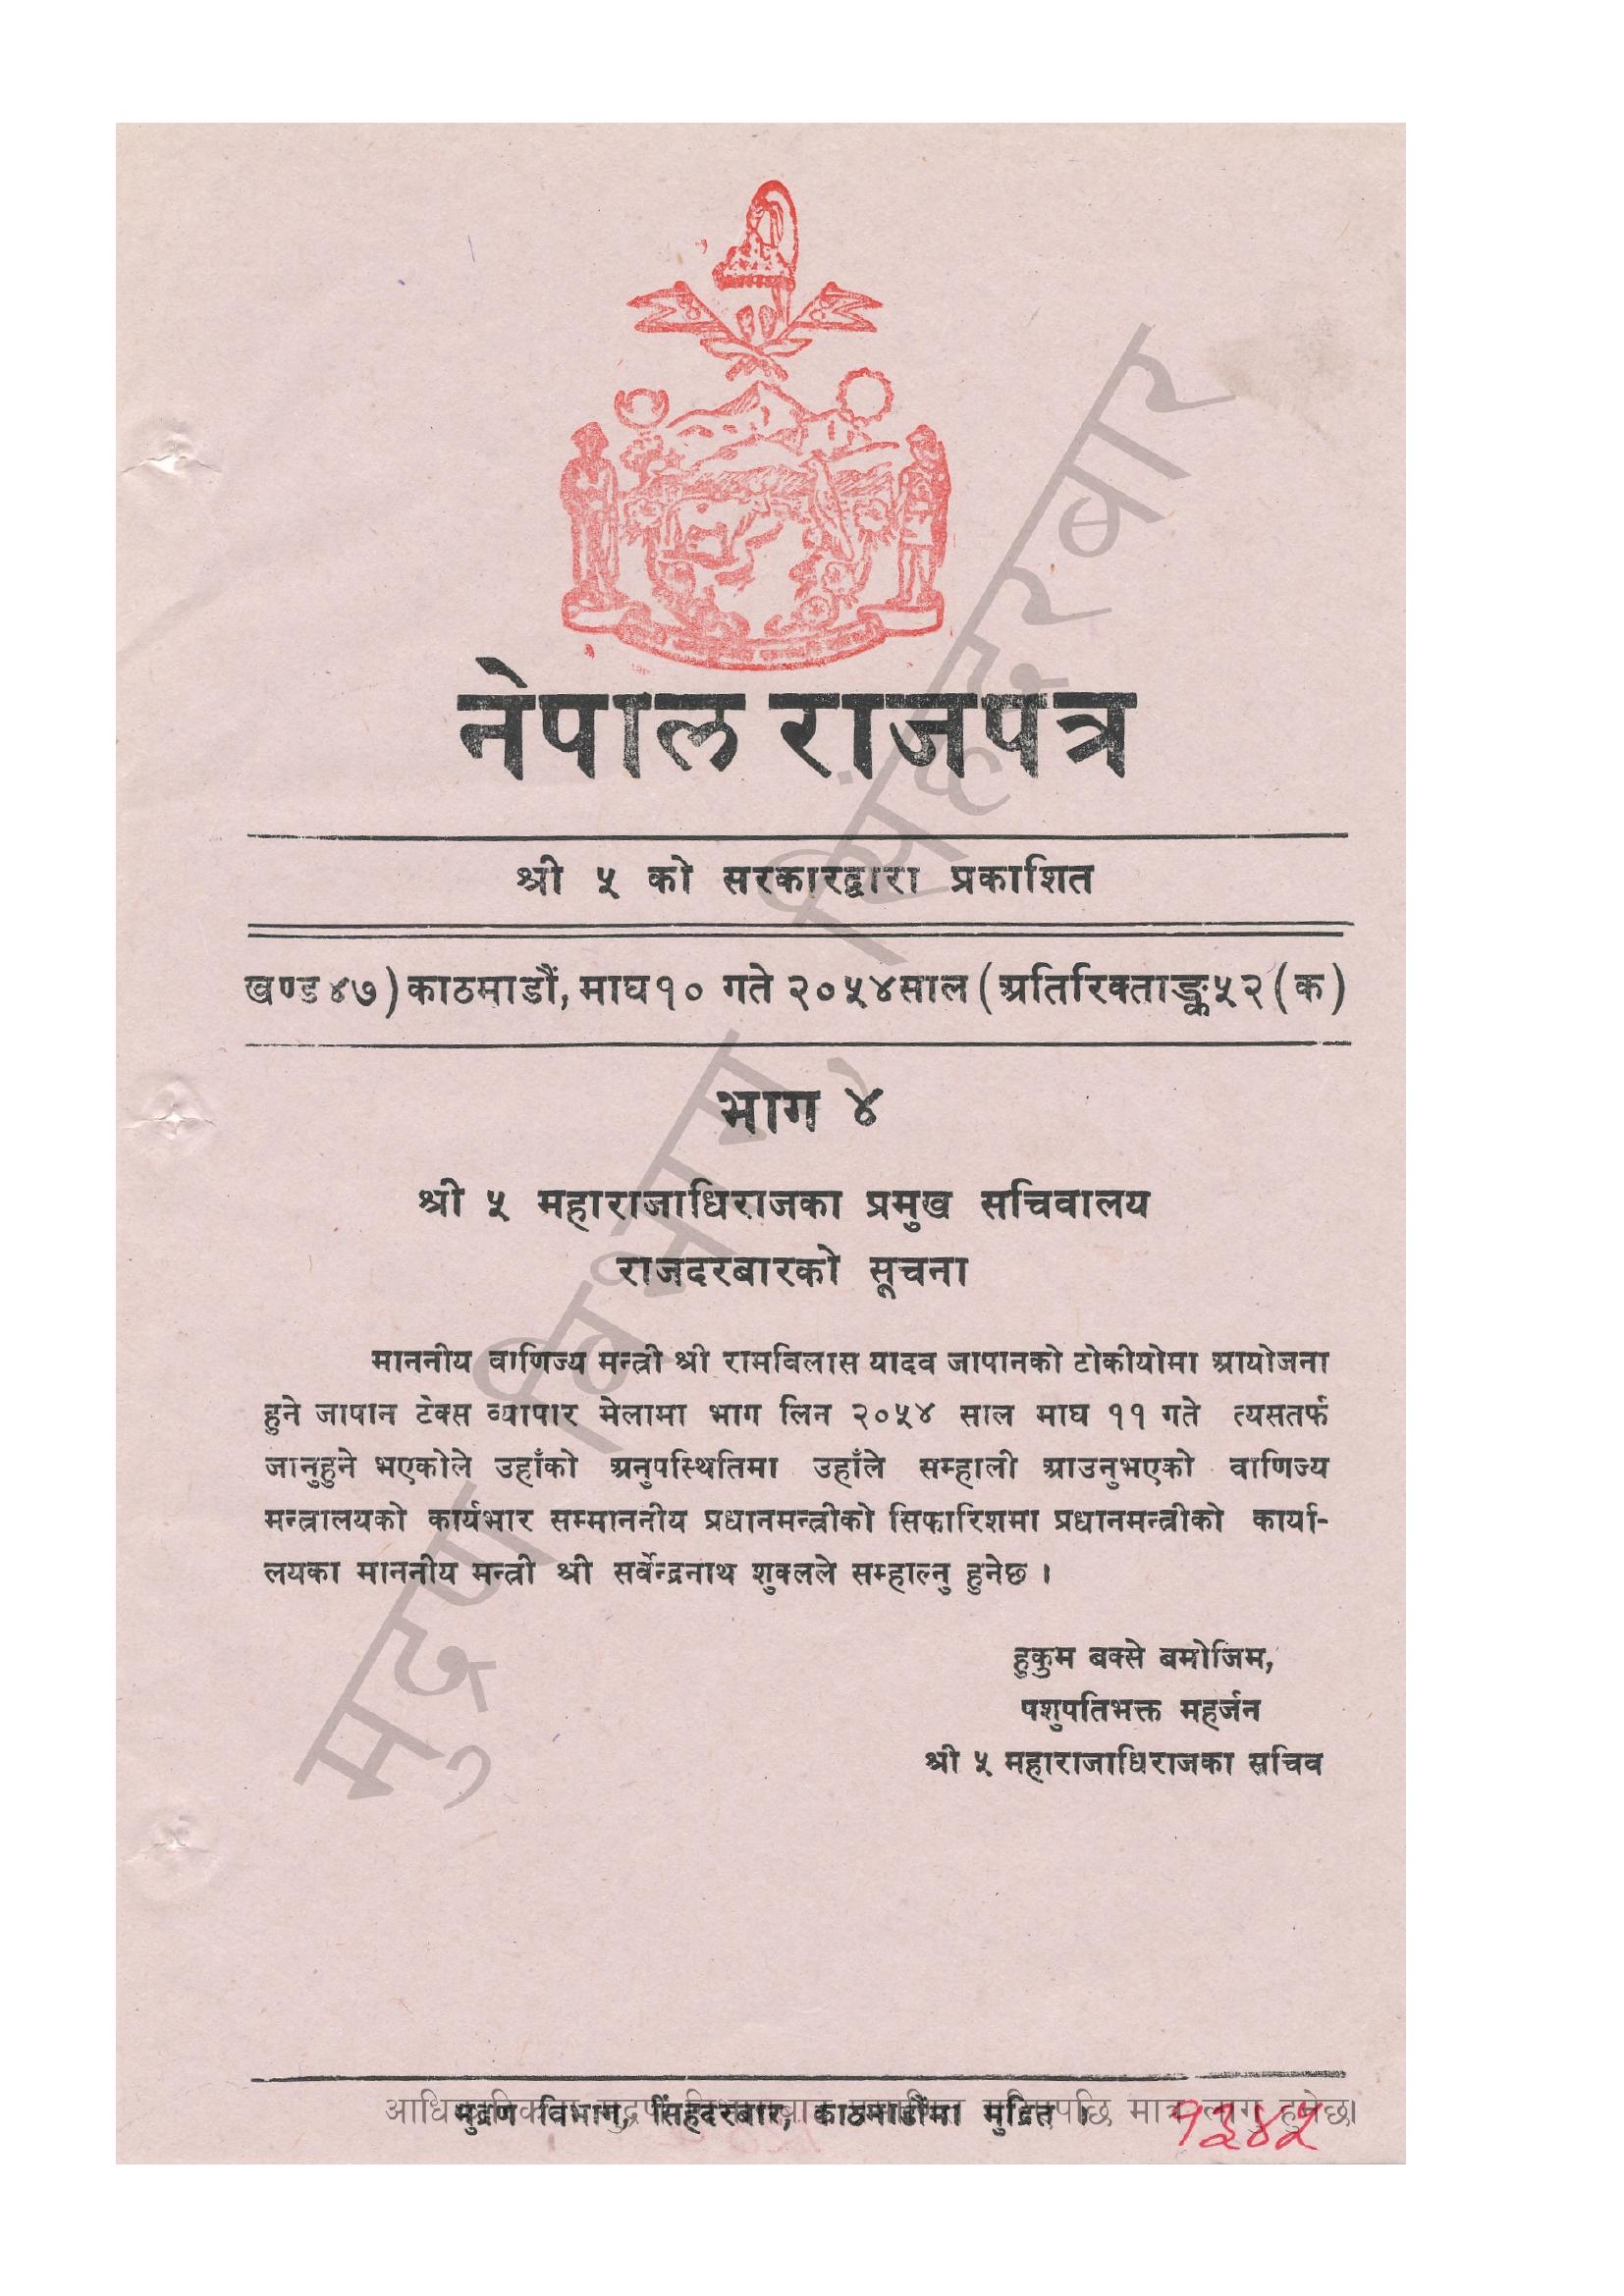 नेपाल राजपत्र
श्री ५ को सरकारद्वारा प्रकाशित
खण्ड ४७) काठमाडौं, माघ १० गते २०५४ साल (अतिरिक्ताङ्क ५२ (क)
भाग ४
श्री ५ महाराजाधिराजका प्रमुख सचिवालय
राजदरबारको सूचना
माननीय वाणिज्य मन्त्री श्री रामविलास यादव जापानको टोकीयोमा आयोजना
हुने जापान टेक्स व्यापार मेलामा भाग लिन २०५४ साल माघ ११ गते त्यसतर्फ
जानुहुने भएकोले उहाँको अनुपस्थितिमा उहाँले सम्हाली आउनुभएको वाणिज्य
मन्त्रालयको कार्यभार सम्माननीय प्रधानमन्त्रीको सिफारिशमा प्रधानमन्त्रीको कार्या-
लयका माननीय मन्त्री श्री सर्वेन्द्रनाथ शुक्लले सम्हाल्नु हुनेछ ।
हुकुम बक्से बमोजिम,
पशुपतिभक्त महर्जन
श्री ५ महाराजाधिराजका सचिव
मुद्रण विभाग, सिंहदरबार
मुद्रण विभाग, सिंहदरबार, काठमाडौंमा मुद्रित ।
मात्र लागु हुनेछ।
१३४५